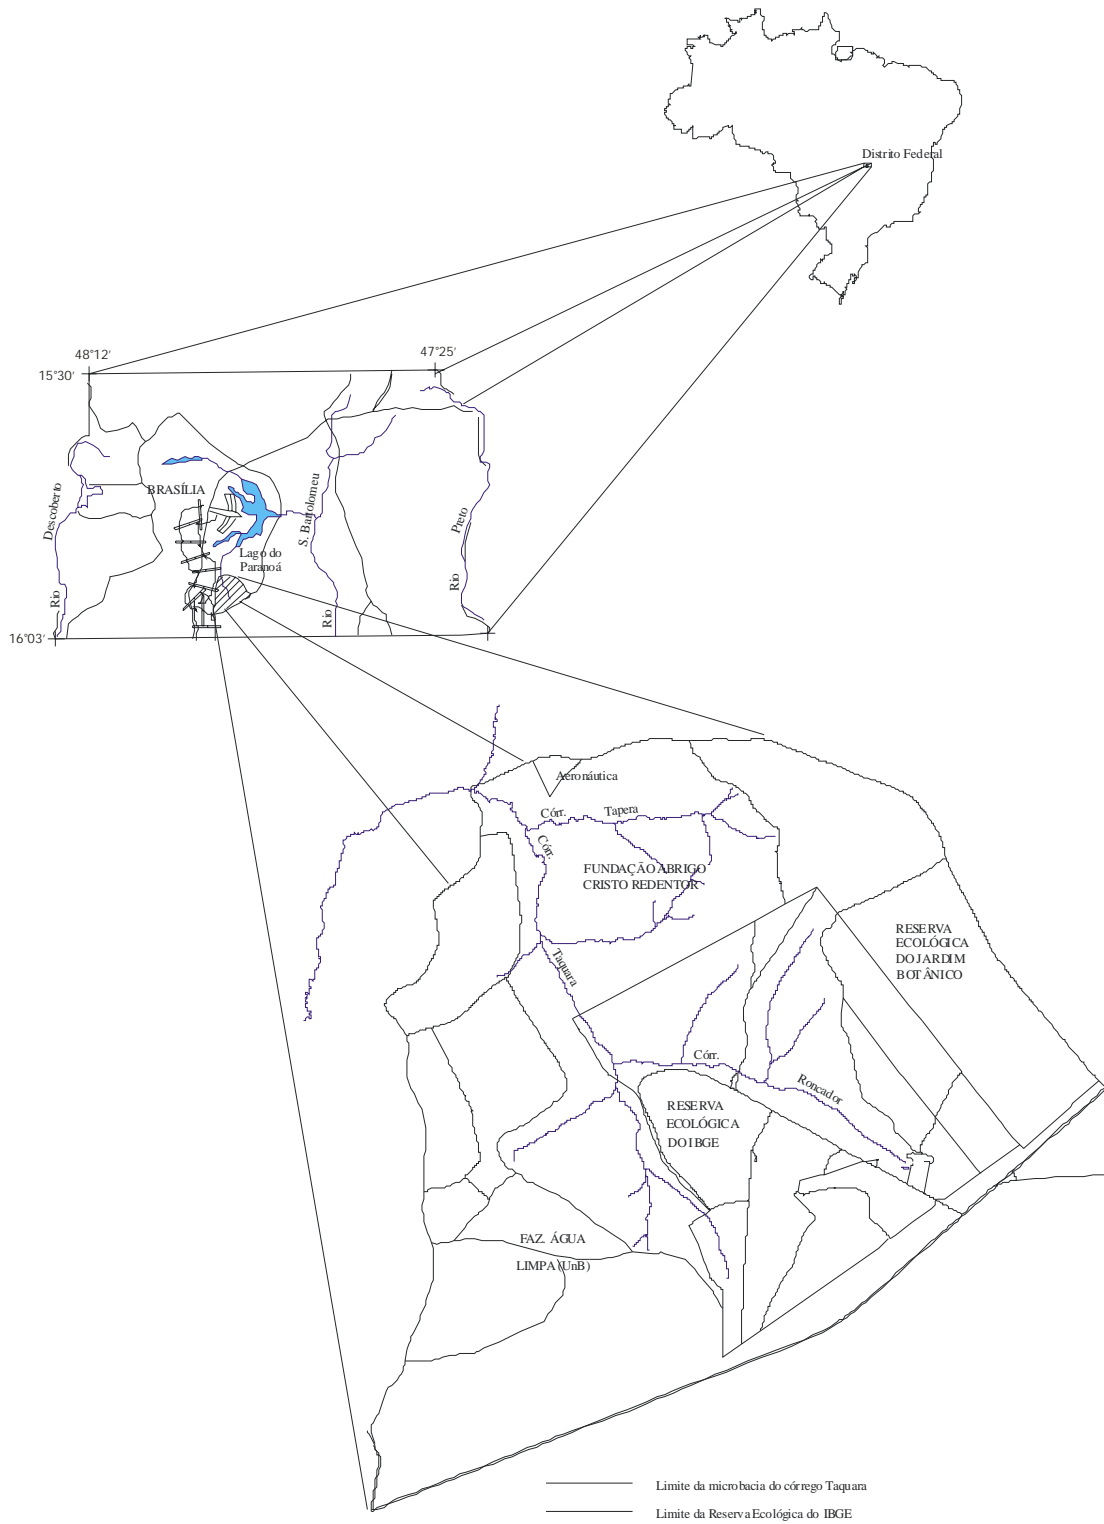 Distrito Federal
48°12'
47°25'
15°30'
BRASÍLIA
Descoberto
S. Bartolomeu
Preto
Lago do
Paranoá
Rio
Rio
Rio
16°03'
Aeronáutica
Córr.
Tapera
Córr.
FUNDAÇÃO ABRIGO
CRISTO REDENTOR
RESERVA
ECOLÓGICA
DO JARDIM
BOTÂNICO
Taquara
Córr.
Roncador
RESERVA
ECOLÓGICA
DO IBGE
FAZ. ÁGUA
LIMPA (UnB)
Limite da microbacia do córrego Taquara
Limite da Reserva Ecológica do IBGE